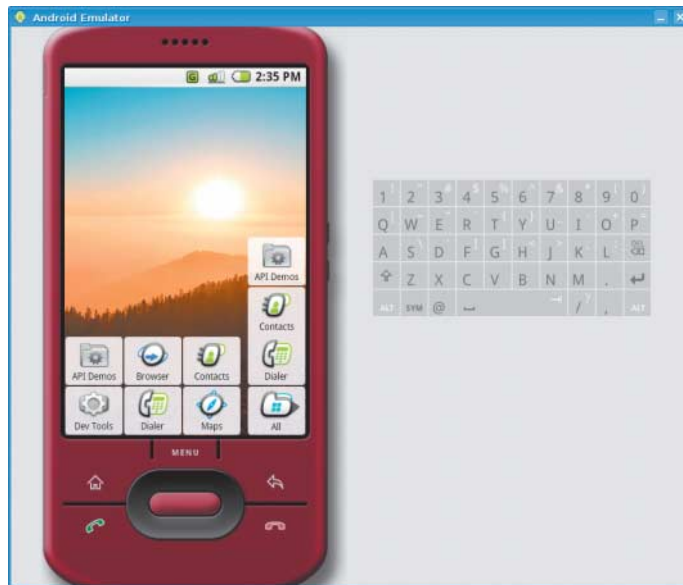 Android Emulator
G
2:35 PM
API Demos
Contacts
API Demos Browser Contacts Dialer
Dev Tools Dialer Maps All
MENU
1 2 3 4 5 6 7 8 9 0
Q W E R T Y U I O P
A S D F G H J K L DEL
Z X C V B N M .
ALT SYM @ / , ALT